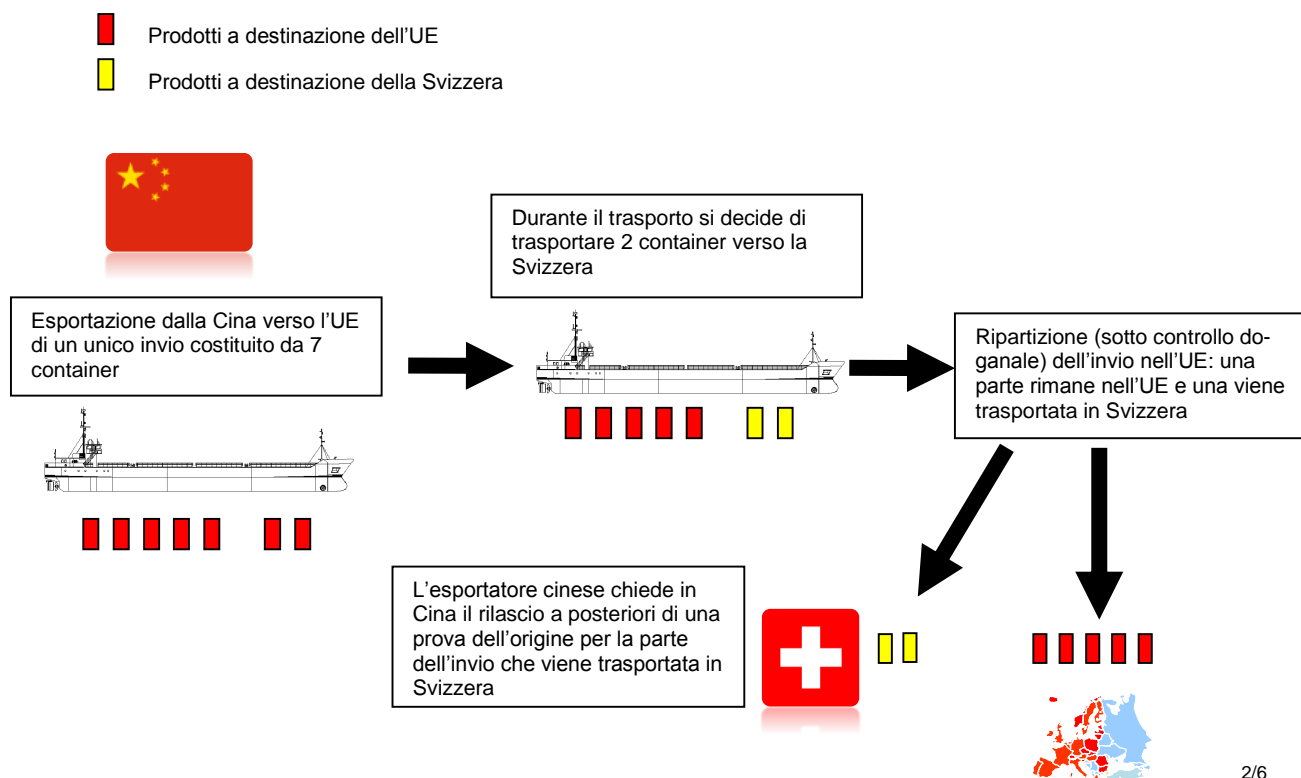 Prodotti a destinazione dell'UE
Prodotti a destinazione della Svizzera
Durante il trasporto si decide di
trasportare 2 container verso la
Svizzera
Esportazione dalla Cina verso l'UE
di un unico invio costituito da 7
container
Ripartizione (sotto controllo do-
ganale) dell'invio nell'UE: una
parte rimane nell'UE e una viene
trasportata in Svizzera
L'esportatore cinese chiede in
Cina il rilascio a posteriori di una
prova dell'origine per la parte
dell'invio che viene trasportata in
Svizzera
2/6